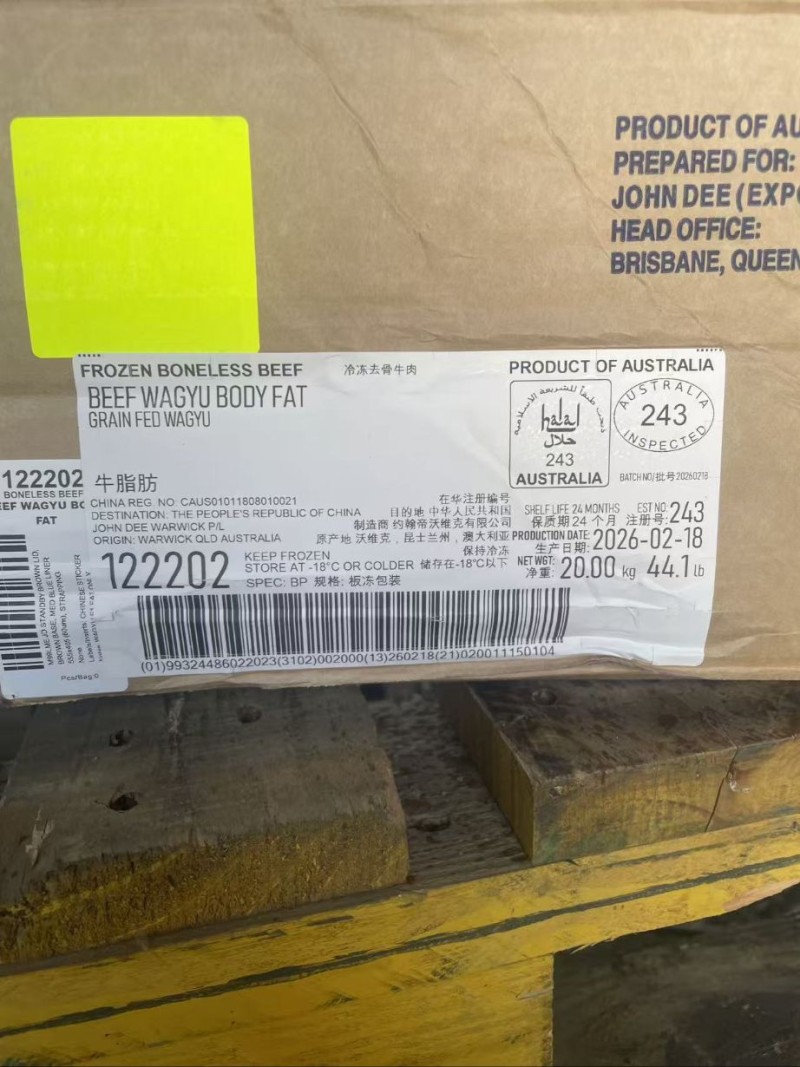 PRODUCT OF AU
PREPARED FOR:
JOHN DEE (EXPO
HEAD OFFICE:
BRISBANE, QUEEN
FROZEN BONELESS BEEF
冷冻去骨牛肉
PRODUCT OF AUSTRALIA
BEEF WAGYU BODY FAT
GRAIN FED WAGYU
halal
حلال
243
AUSTRALIA
AUSTRALIA
243
INSPECTED
BATCH NO/批号 20260218
牛脂肪
CHINA REG. NO: CAUS01011808010021
在华注册编号
DESTINATION: THE PEOPLE'S REPUBLIC OF CHINA
目的地 中华人民共和国
JOHN DEE WARWICK P/L
制造商 约翰帝沃维克有限公司
ORIGIN: WARWICK QLD AUSTRALIA
原产地 沃维克, 昆士兰州, 澳大利亚
SHELF LIFE 24 MONTHS
保质期 24 个月
EST NO:
注册号: 243
PRODUCTION DATE:
生产日期: 2026-02-18
122202
KEEP FROZEN
保持冷冻
STORE AT -18°C OR COLDER 储存在-18°C以下
SPEC: BP 规格: 板冻包装
NET WGT:
净重: 20.00 kg 44.1 lb
(01)99324486022023(3102)002000(13)260218(21)020011150104
122202
BONELESS BEEF
EEF WAGYU BO
FAT
BROWN BASE, MED BLUE LINER
Pce/Bag:0